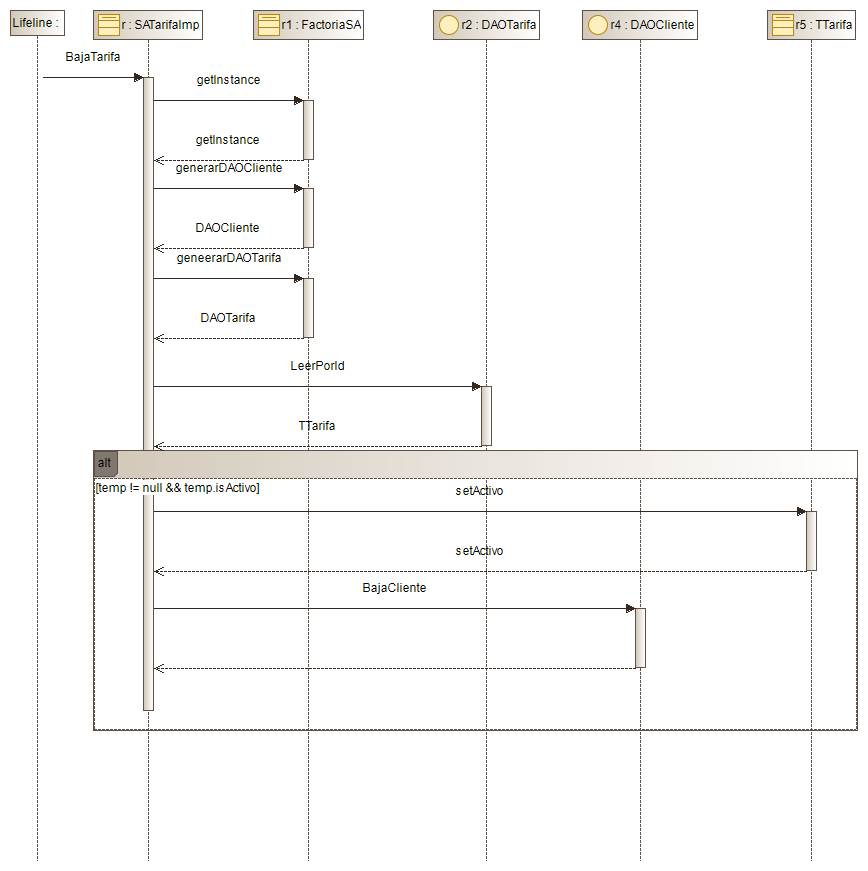 Lifeline :
r : SATarifaImp
r1 : FactoriaSA
r2 : DAOTarifa
r4 : DAOCliente
r5 : TTarifa
BajaTarifa
getInstance
getInstance
generarDAOCliente
DAOCliente
geneerarDAOTarifa
DAOTarifa
LeerPorId
TTarifa
alt
[temp != null && temp.isActivo]
setActivo
setActivo
BajaCliente